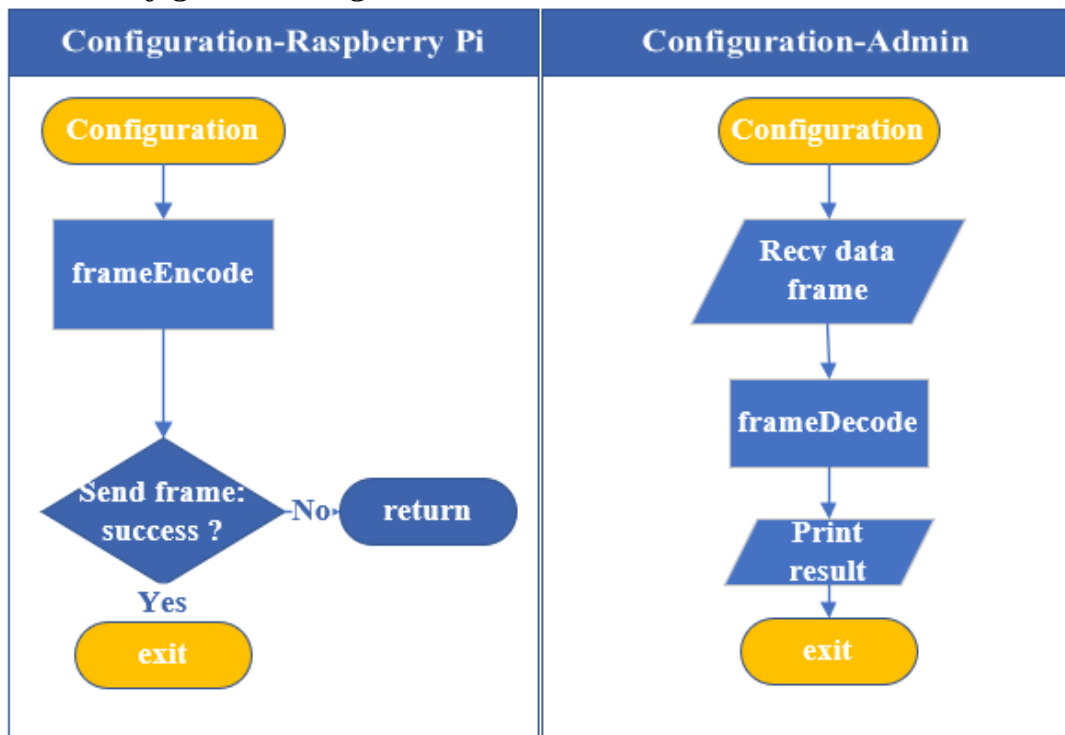 Configuration-Raspberry Pi
Configuration
frameEncode
Send frame:
success ?
No
return
Yes
exit
Configuration-Admin
Configuration
Recv data
frame
frameDecode
Print
result
exit